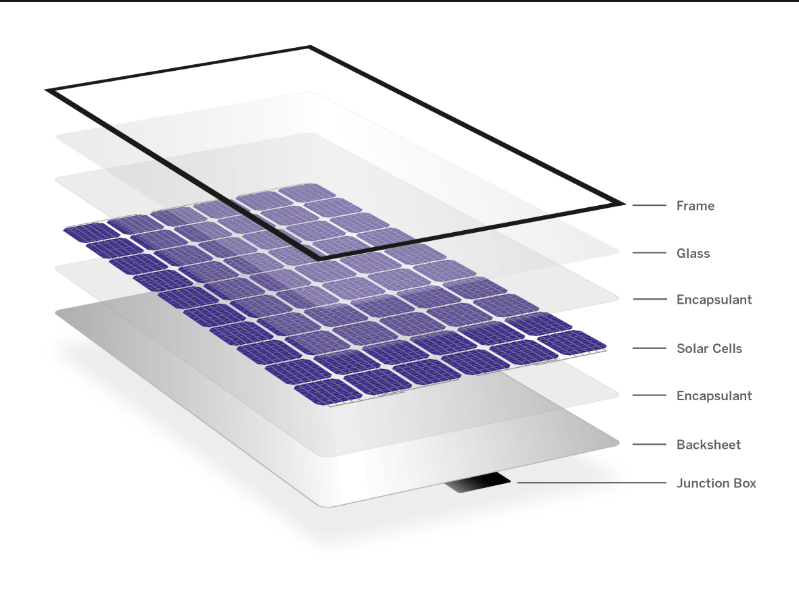 Frame
Glass
Encapsulant
Solar Cells
Encapsulant
Backsheet
Junction Box